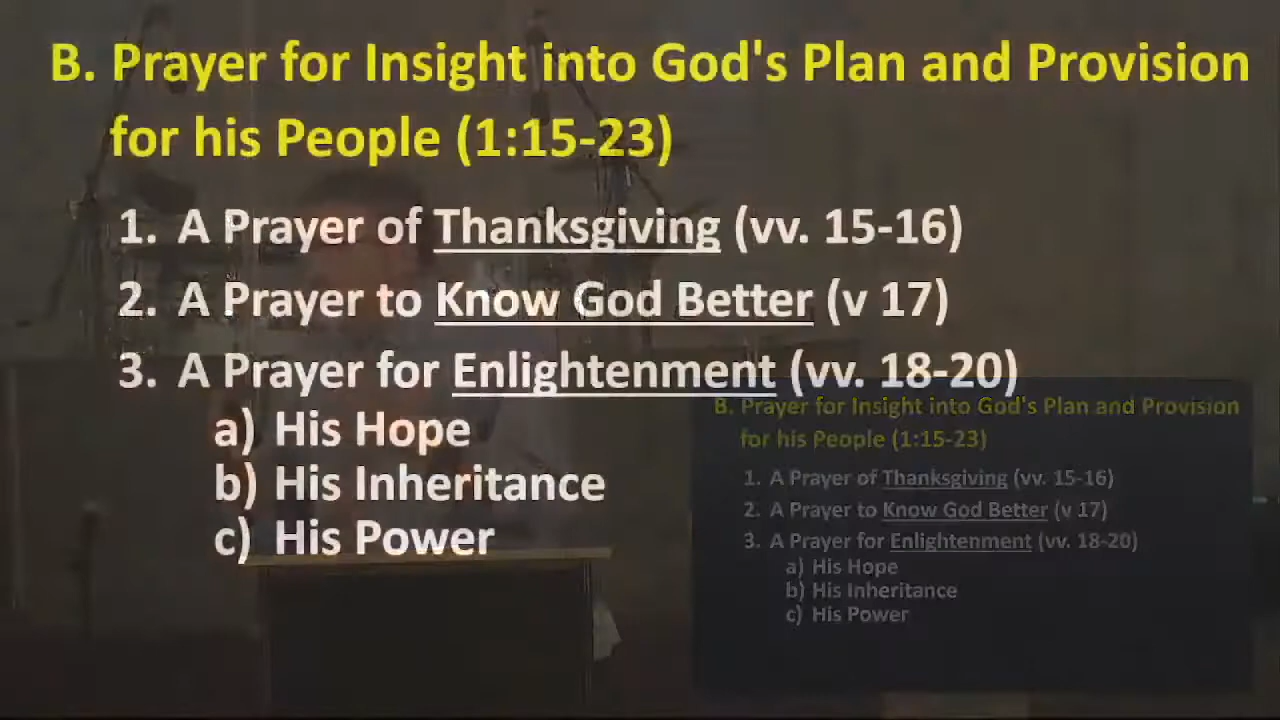 B. Prayer for Insight into God's Plan and Provision
for his People (1:15-23)
1. A Prayer of Thanksgiving (vv. 15-16)
2. A Prayer to Know God Better (v 17)
3. A Prayer for Enlightenment (vv. 18-20)
a) His Hope
b) His Inheritance
c) His Power
B. Prayer for Insight into God's Plan and Provision
for his People (1:15-23)
1. A Prayer of Thanksgiving (vv. 15-16)
2. A Prayer to Know God Better (v 17)
3. A Prayer for Enlightenment (vv. 18-20)
a) His Hope
b) His Inheritance
c) His Power